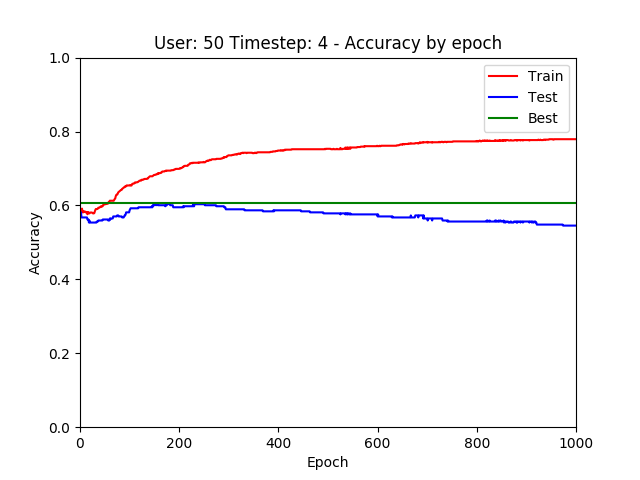 User: 50 Timestep: 4 - Accuracy by epoch
1.0
0.8
0.6
0.4
0.2
0.0
Accuracy
Train
Test
Best
0 200 400 600 800 1000
Epoch